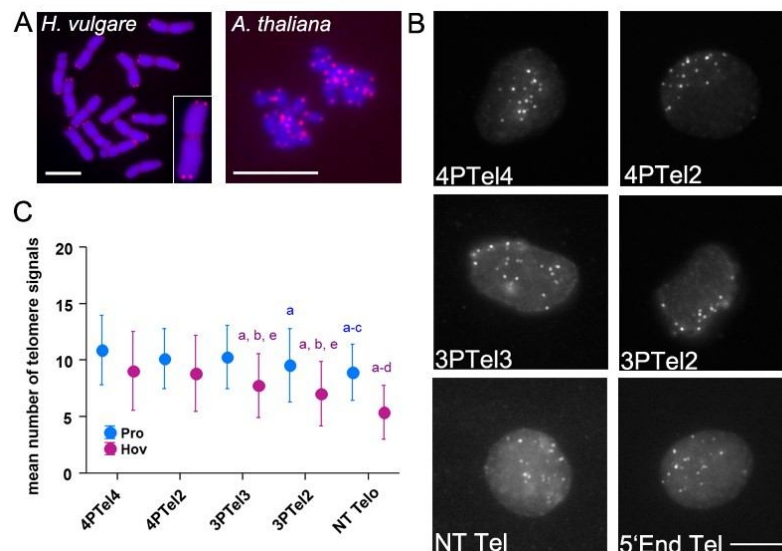 A
H. vulgare
A. thaliana
B
4PTel4
4PTel2
3PTel3
3PTel2
NT Tel
5'End Tel
C
mean number of telomere signals
20
15
10
5
0
a, b, e
a
a, b, e
a-c
a-d
Pro
Hov
4PTel4
4PTel2
3PTel3
3PTel2
NT Telo